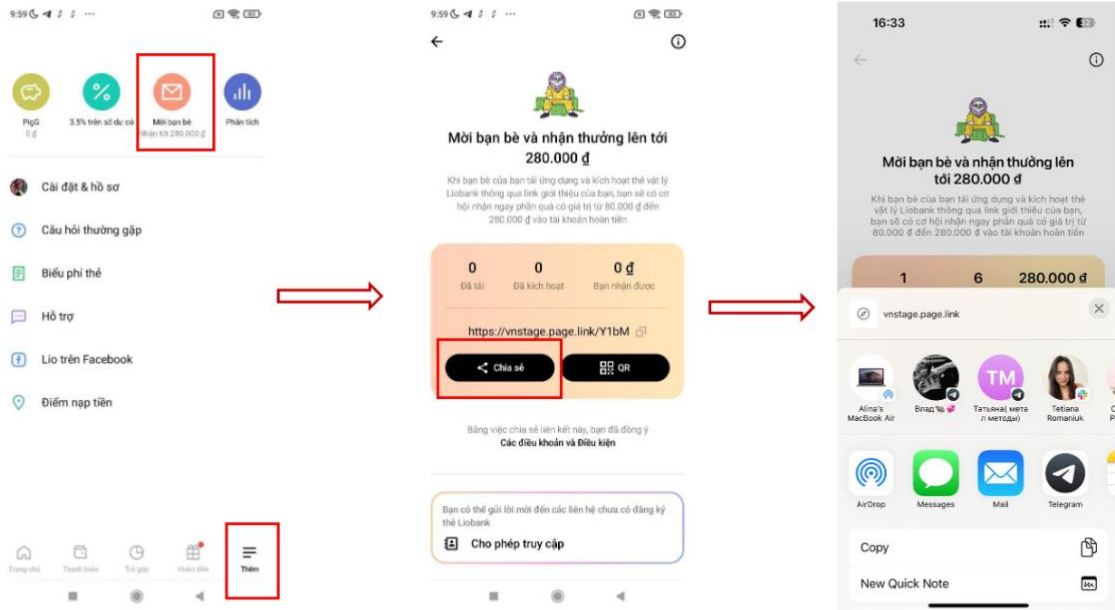 9:59
PigG
0 ₫
3.5% trên số dư có
Mời bạn bè
Nhận tới 280.000 ₫
Phân tích
Cài đặt & hồ sơ
Câu hỏi thường gặp
Biểu phí thẻ
Hỗ trợ
Lio trên Facebook
Điểm nạp tiền
Trang chủ
Thanh toán
Trả góp
Hoàn tiền
Thêm
9:59
Mời bạn bè và nhận thưởng lên tới
280.000 ₫
Khi bạn bè của bạn tải ứng dụng và kích hoạt thẻ vật lý
Liobank thông qua link giới thiệu của bạn, bạn sẽ có cơ
hội nhận ngay phần quà có giá trị từ 80.000 ₫ đến
280.000 ₫ vào tài khoản hoàn tiền
0 0 0 ₫
Đã tải Đã kích hoạt Bạn nhận được
https://vnstage.page.link/Y1bM
Chia sẻ
QR
Bằng việc chia sẻ liên kết này, bạn đã đồng ý
Các điều khoản và Điều kiện
Bạn có thể gửi lời mời đến các liên hệ chưa có đăng ký
thẻ Liobank
Cho phép truy cập
16:33
Mời bạn bè và nhận thưởng lên
tới 280.000 ₫
Khi bạn bè của bạn tải ứng dụng và kích hoạt thẻ
vật lý Liobank thông qua link giới thiệu của bạn,
bạn sẽ có cơ hội nhận ngay phần quà có giá trị từ
80.000 ₫ đến 280.000 ₫ vào tài khoản hoàn tiền
1 6 280.000 ₫
vnstage.page.link
TM
Alina's
MacBook Air
Влад
Татьяна( мета
л методы)
Tetiana
Romaniuk
AirDrop
Messages
Mail
Telegram
Copy
New Quick Note